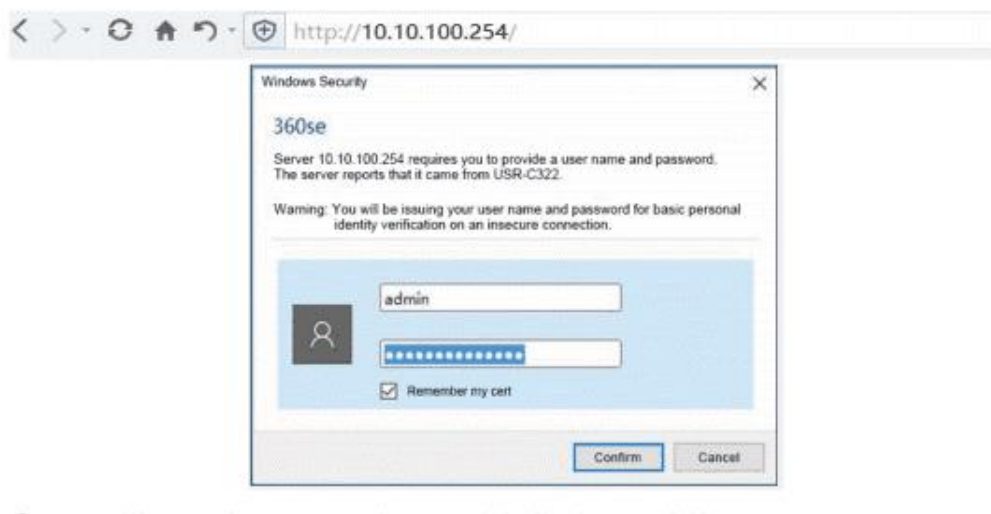 http://10.10.100.254/
Windows Security
360se
Server 10.10.100.254 requires you to provide a user name and password.
The server reports that it came from USR-C322.
Warning: You will be issuing your user name and password for basic personal
identity verification on an insecure connection.
admin
Remember my cert
Confirm
Cancel